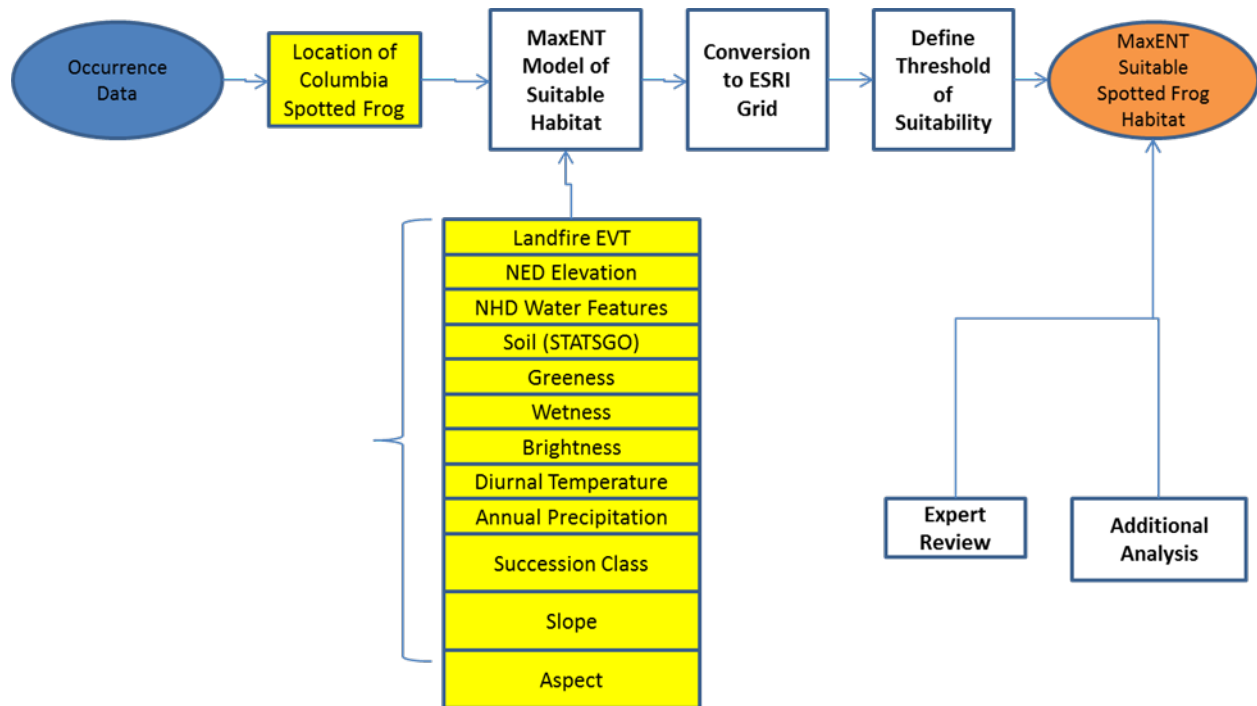 Occurrence
Data
Location of
Columbia
Spotted Frog
MaxENT
Model of
Suitable
Habitat
Conversion
to ESRI
Grid
Define
Threshold
of
Suitability
MaxENT
Suitable
Spotted Frog
Habitat
Landfire EVT
NED Elevation
NHD Water Features
Soil (STATSGO)
Greeness
Wetness
Brightness
Diurnal Temperature
Annual Precipitation
Succession Class
Slope
Aspect
Expert
Review
Additional
Analysis